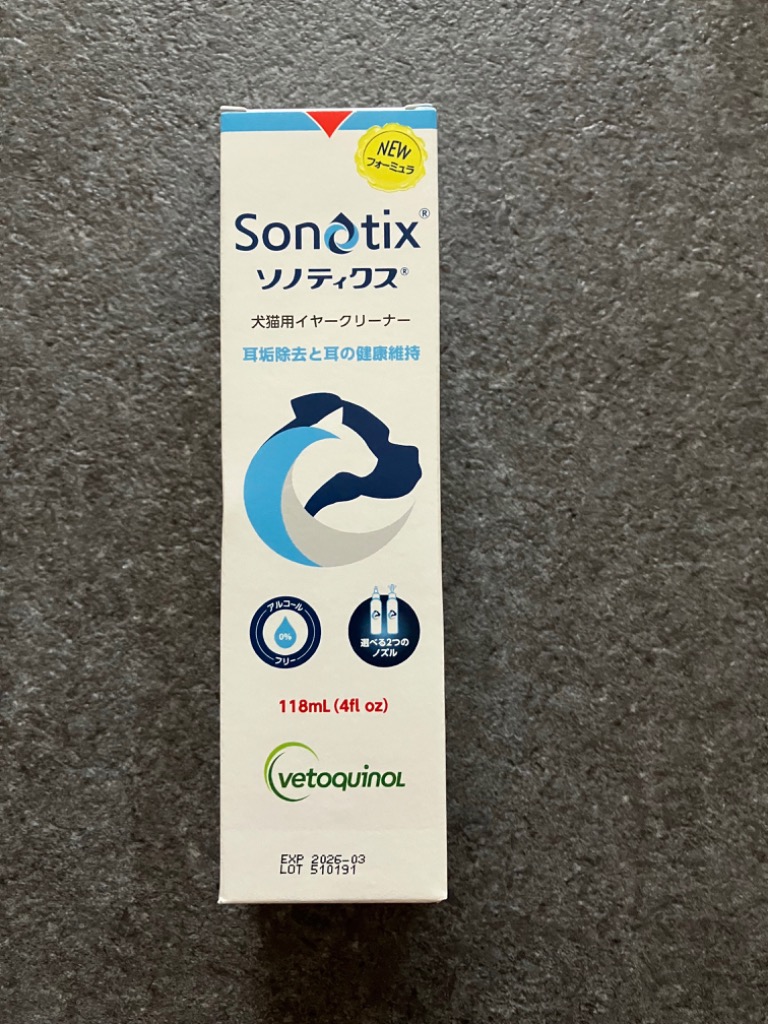 NEW
フォーミュラ
Sonotix®
ソノティクス®
犬猫用イヤークリーナー
耳垢除去と耳の健康維持
アルコール
0%
フリー
選べる2つの
ノズル
118mL (4fl oz)
vetoquinol
EXP 2026-03
LOT 510191